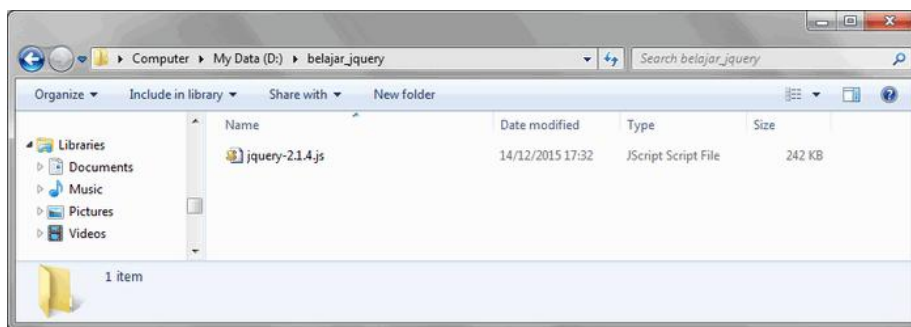 Computer ▸ My Data (D:) ▸ belajar_jquery
Search belajar_jquery
Organize ▾ Include in library ▾ Share with ▾ New folder
Name Date modified Type Size
Libraries
Documents
Music
Pictures
Videos
jquery-2.1.4.js 14/12/2015 17:32 JScript Script File 242 KB
1 item